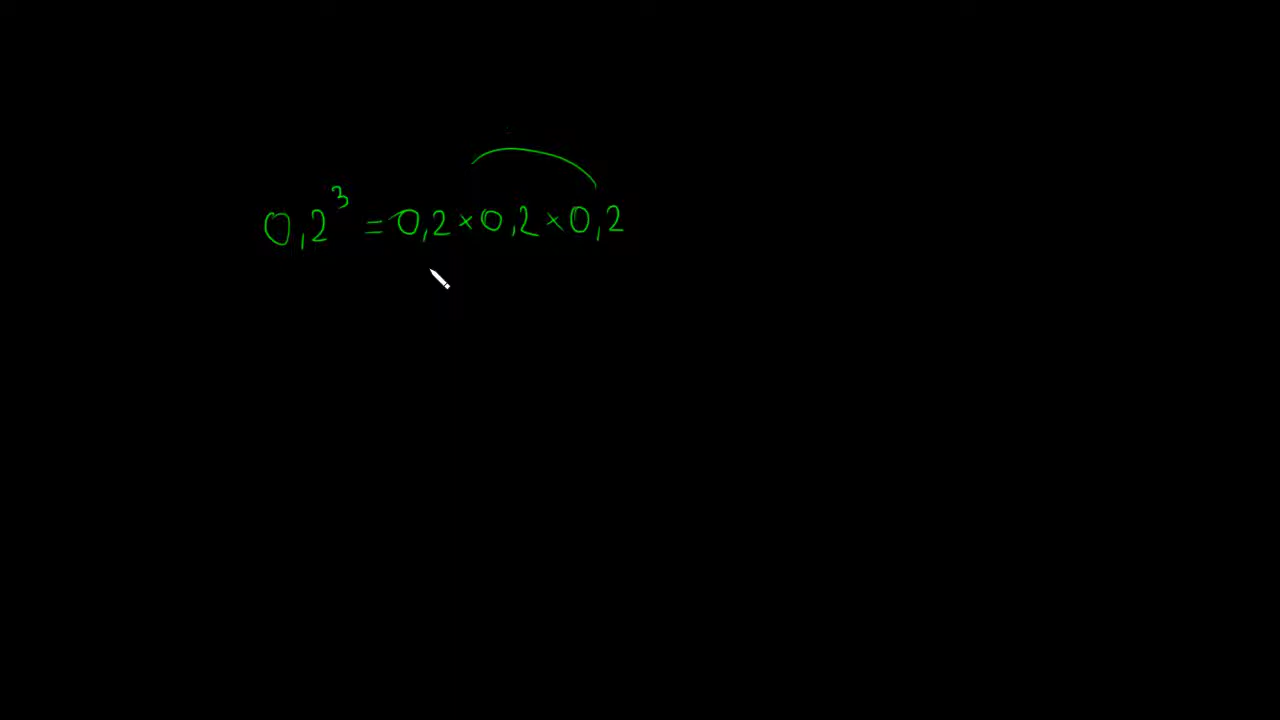 0,2³ = 0,2 × 0,2 × 0,2